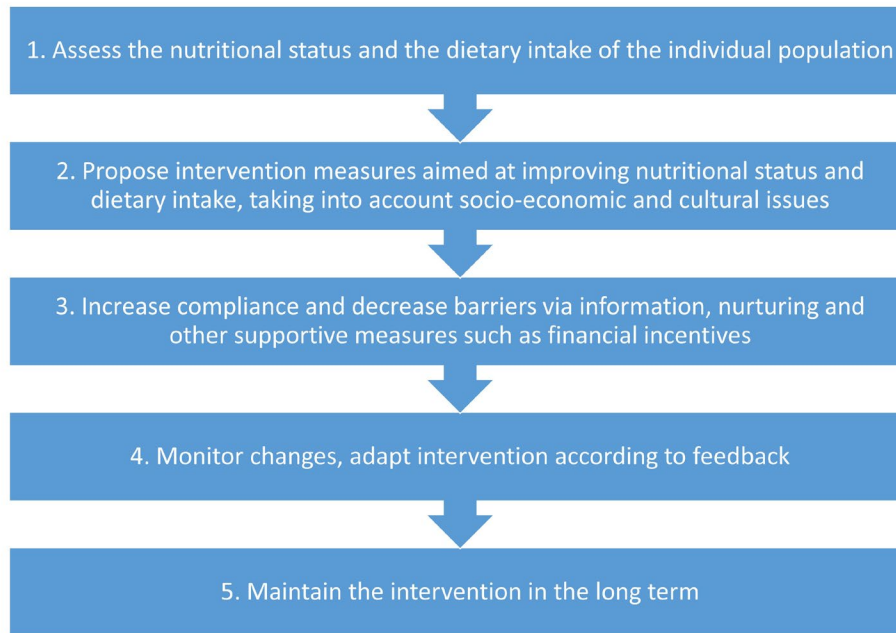 1. Assess the nutritional status and the dietary intake of the individual population
2. Propose intervention measures aimed at improving nutritional status and
dietary intake, taking into account socio-economic and cultural issues
3. Increase compliance and decrease barriers via information, nurturing and
other supportive measures such as financial incentives
4. Monitor changes, adapt intervention according to feedback
5. Maintain the intervention in the long term